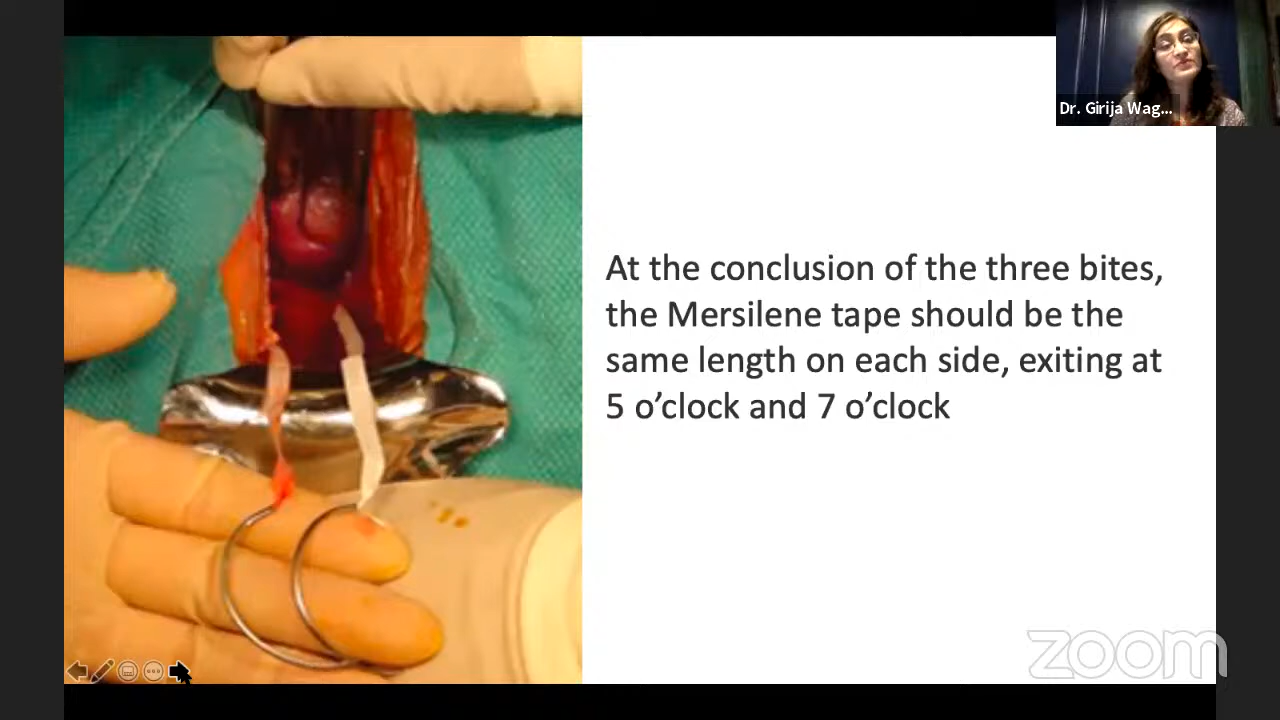 Dr. Girija Wag...
At the conclusion of the three bites,
the Mersilene tape should be the
same length on each side, exiting at
5 o’clock and 7 o’clock
zoom